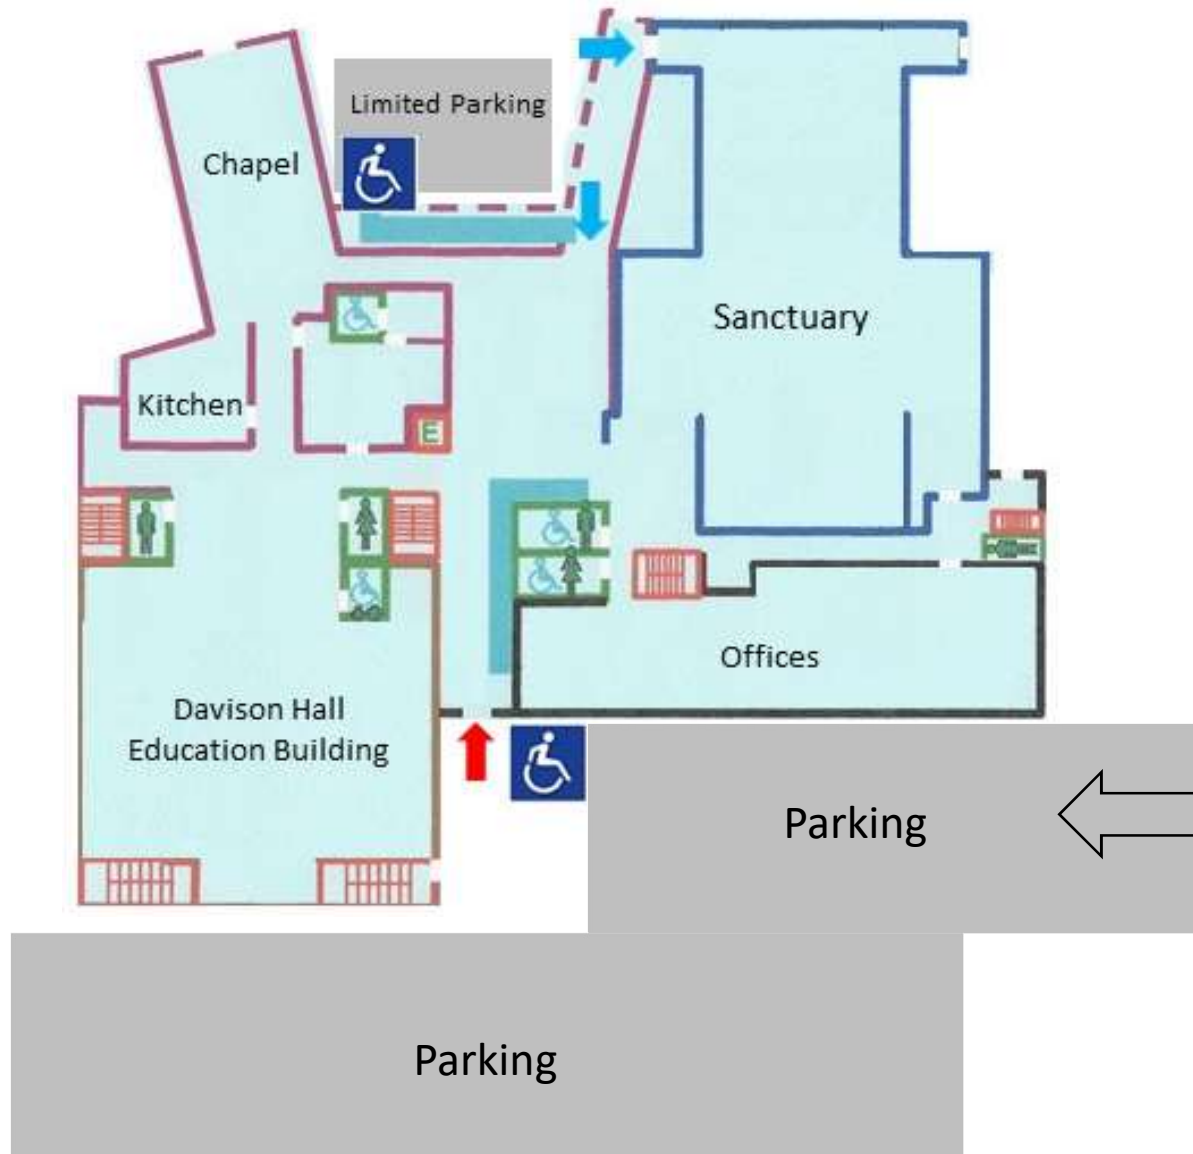 Limited Parking
Chapel
Sanctuary
Kitchen
E
Offices
Davison Hall
Education Building
Parking
Parking